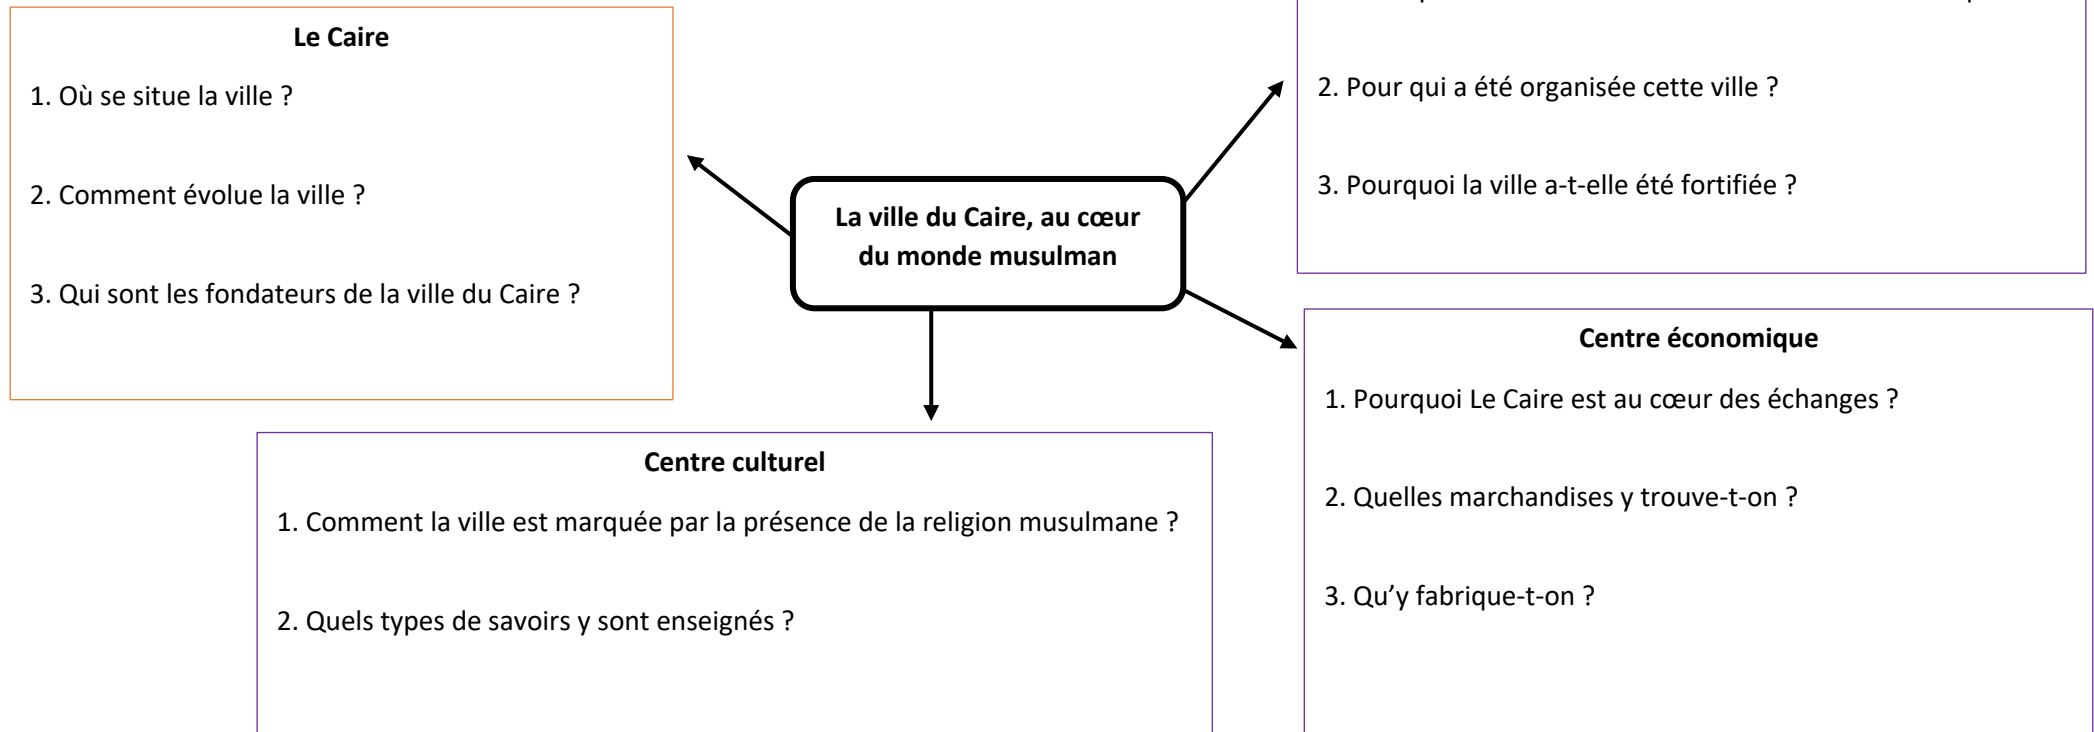 Le Caire
1. Où se situe la ville ?
2. Comment évolue la ville ?
3. Qui sont les fondateurs de la ville du Caire ?
La ville du Caire, au cœur
du monde musulman
2. Pour qui a été organisée cette ville ?
3. Pourquoi la ville a-t-elle été fortifiée ?
Centre économique
1. Pourquoi Le Caire est au cœur des échanges ?
2. Quelles marchandises y trouve-t-on ?
3. Qu’y fabrique-t-on ?
Centre culturel
1. Comment la ville est marquée par la présence de la religion musulmane ?
2. Quels types de savoirs y sont enseignés ?